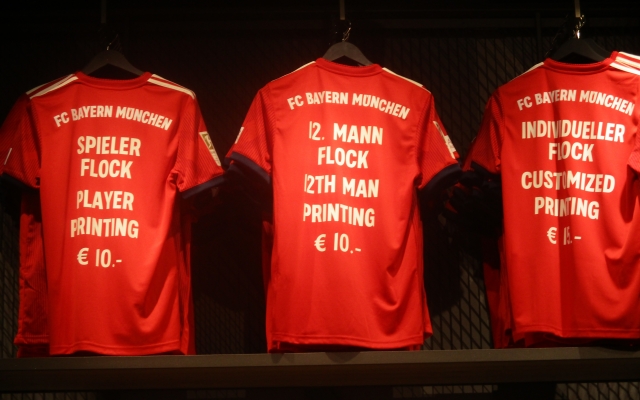 FC BAYERN MÜNCHEN
SPIELER
FLOCK
PLAYER
PRINTING
€ 10.-
FC BAYERN MÜNCHEN
12. MANN
FLOCK
12TH MAN
PRINTING
€ 10.-
FC BAYERN MÜNCHEN
INDIVIDUELLER
FLOCK
CUSTOMIZED
PRINTING
€ 15.-